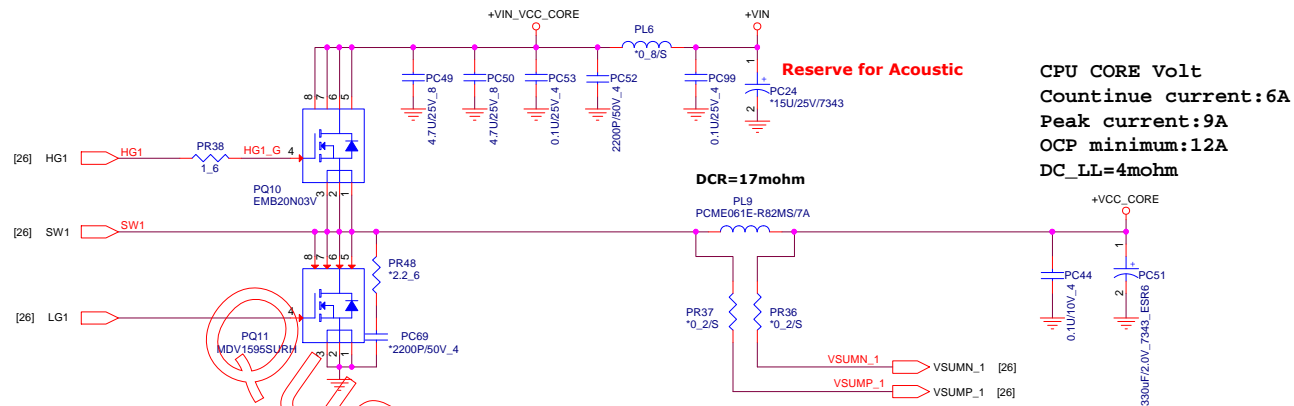 +VIN_VCC_CORE
+VIN
PL6
*0_8/S
Reserve for Acoustic
CPU CORE Volt
Countinue current:6A
Peak current:9A
OCP minimum:12A
DC_LL=4mohm
8
7
6
5
PC49
4.7U/25V_8
PC50
4.7U/25V_8
PC53
0.1U/25V_4
PC52
2200P/50V_4
PC99
0.1U/25V_4
1
+
PC24
2
*15U/25V/7343
[26]
HG1
HG1
PR38
1_6
HG1_G
4
PQ10
EMB20N03V
3
2
1
DCR=17mohm
PL9
PCME061E-R82MS/7A
+VCC_CORE
[26]
SW1
SW1
8
7
6
5
PR48
*2.2_6
[26]
LG1
4
PQ11
MDV1595SURH
3
2
1
PC69
*2200P/50V_4
PR37
*0_2/S
PR36
*0_2/S
PC44
0.1U/10V_4
1
+
PC51
2
330uF/2.0V_7343_ESR6
VSUMN_1
VSUMN_1
[26]
VSUMP_1
VSUMP_1
[26]